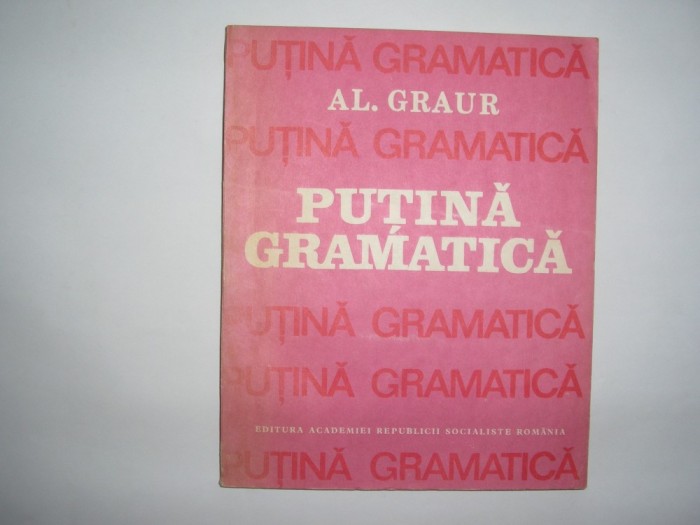 PUȚINĂ GRAMATICĂ
AL. GRAUR
PUȚINĂ GRAMATICĂ
PUȚINĂ
GRAMATICĂ
PUȚINĂ GRAMATICĂ
PUȚINĂ GRAMATICĂ
EDITURA ACADEMIEI REPUBLICII SOCIALISTE ROMÂNIA
PUȚINĂ GRAMATICĂ